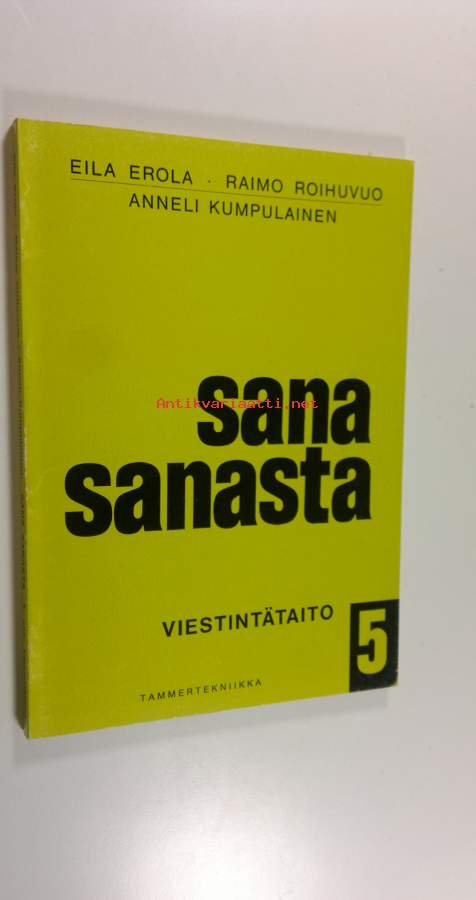 EILA EROLA · RAIMO ROIHUVUO
ANNELI KUMPULAINEN
sana
Antikvariaatti.net
sanasta
VIESTINTÄTAITO
5
TAMMERTEKNIIKKA